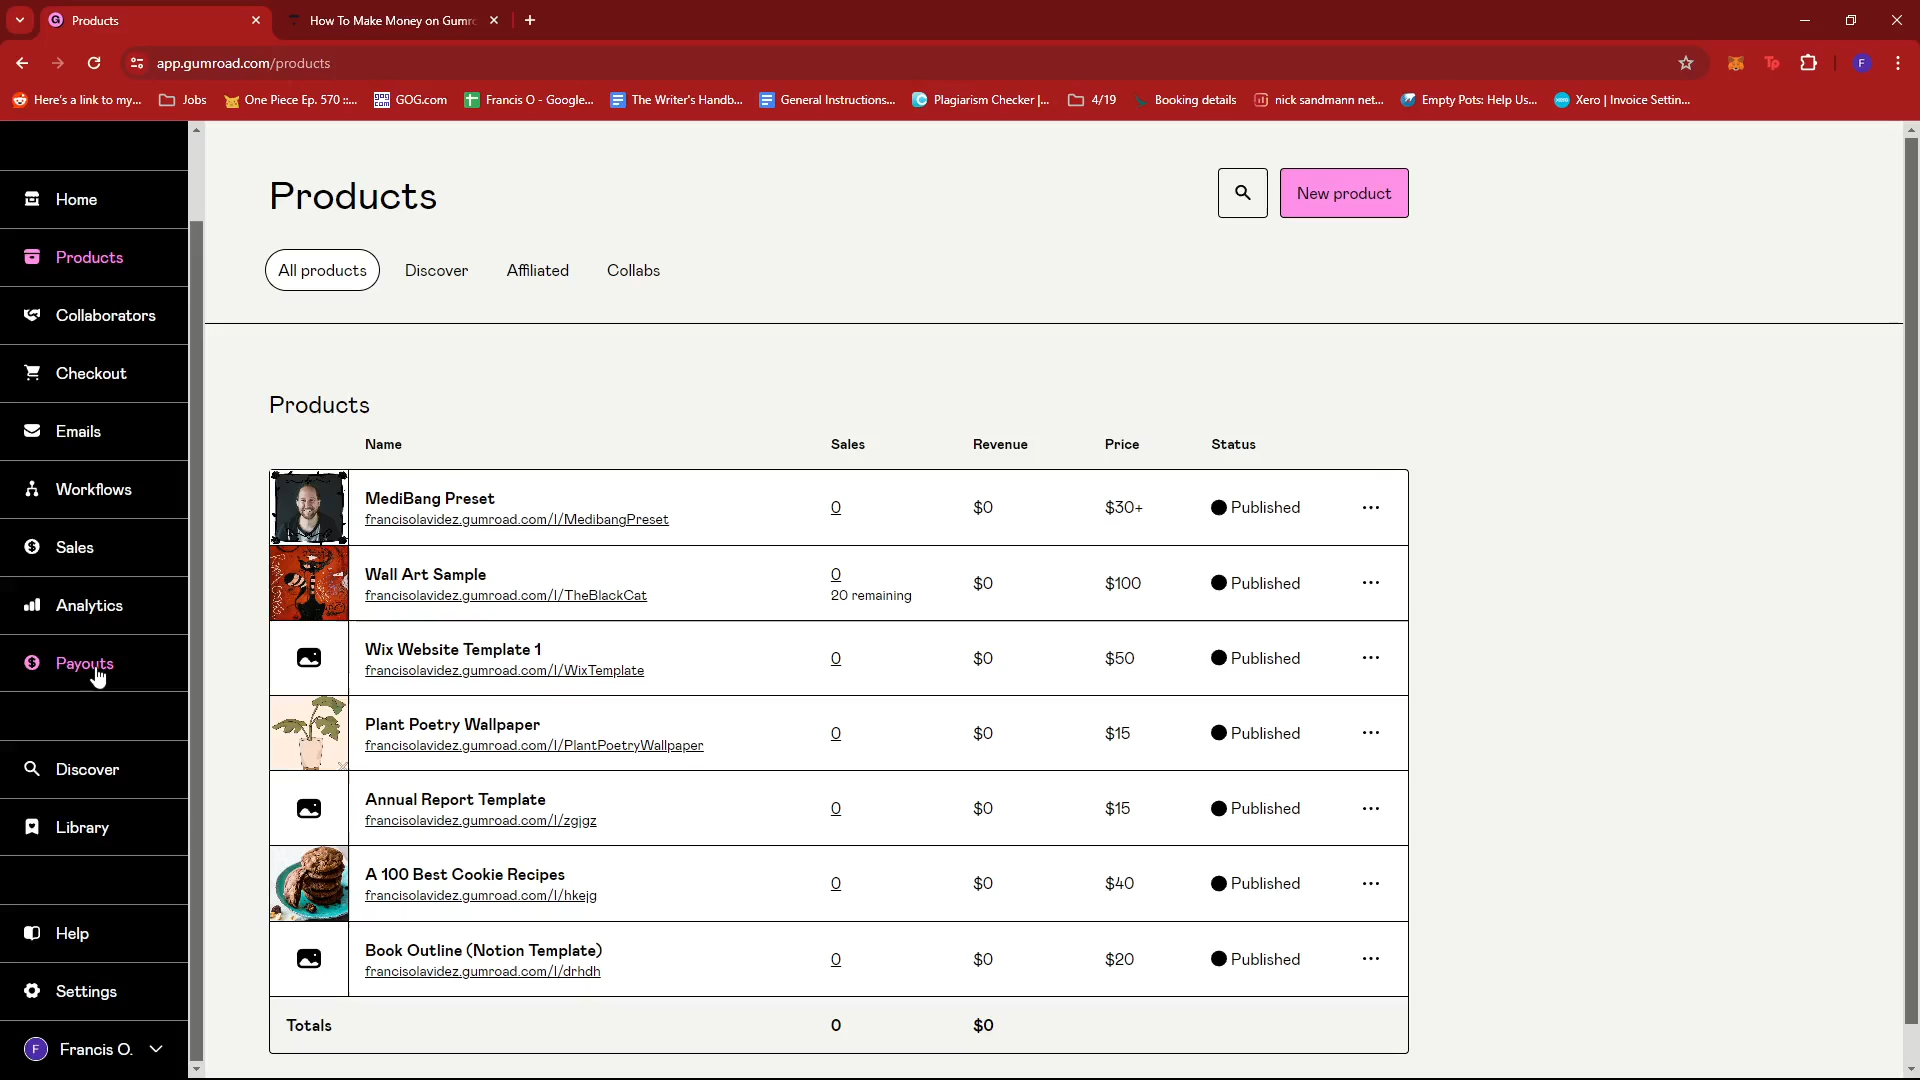 Products
How To Make Money on Gumr
app.gumroad.com/products
F
Here's a link to my...
Jobs
One Piece Ep. 570 ::...
GOG.com
Francis O - Google...
The Writer's Handb...
General Instructions...
Plagiarism Checker |...
4/19
Booking details
nick sandmann net...
Empty Pots: Help Us...
Xero | Invoice Settin...
Home
Products
Collaborators
Checkout
Emails
Workflows
Sales
Analytics
Payouts
Discover
Library
Help
Settings
F Francis O.
Products
New product
All products Discover Affiliated Collabs
Products
Name Sales Revenue Price Status
MediBang Preset
francisolavidez.gumroad.com/l/MedibangPreset
0 $0 $30+ Published
Wall Art Sample
francisolavidez.gumroad.com/l/TheBlackCat
0
20 remaining
$0 $100 Published
Wix Website Template 1
francisolavidez.gumroad.com/l/WixTemplate
0 $0 $50 Published
Plant Poetry Wallpaper
francisolavidez.gumroad.com/l/PlantPoetryWallpaper
0 $0 $15 Published
Annual Report Template
francisolavidez.gumroad.com/l/zgjgz
0 $0 $15 Published
A 100 Best Cookie Recipes
francisolavidez.gumroad.com/l/hkejg
0 $0 $40 Published
Book Outline (Notion Template)
francisolavidez.gumroad.com/l/drhdh
0 $0 $20 Published
Totals 0 $0